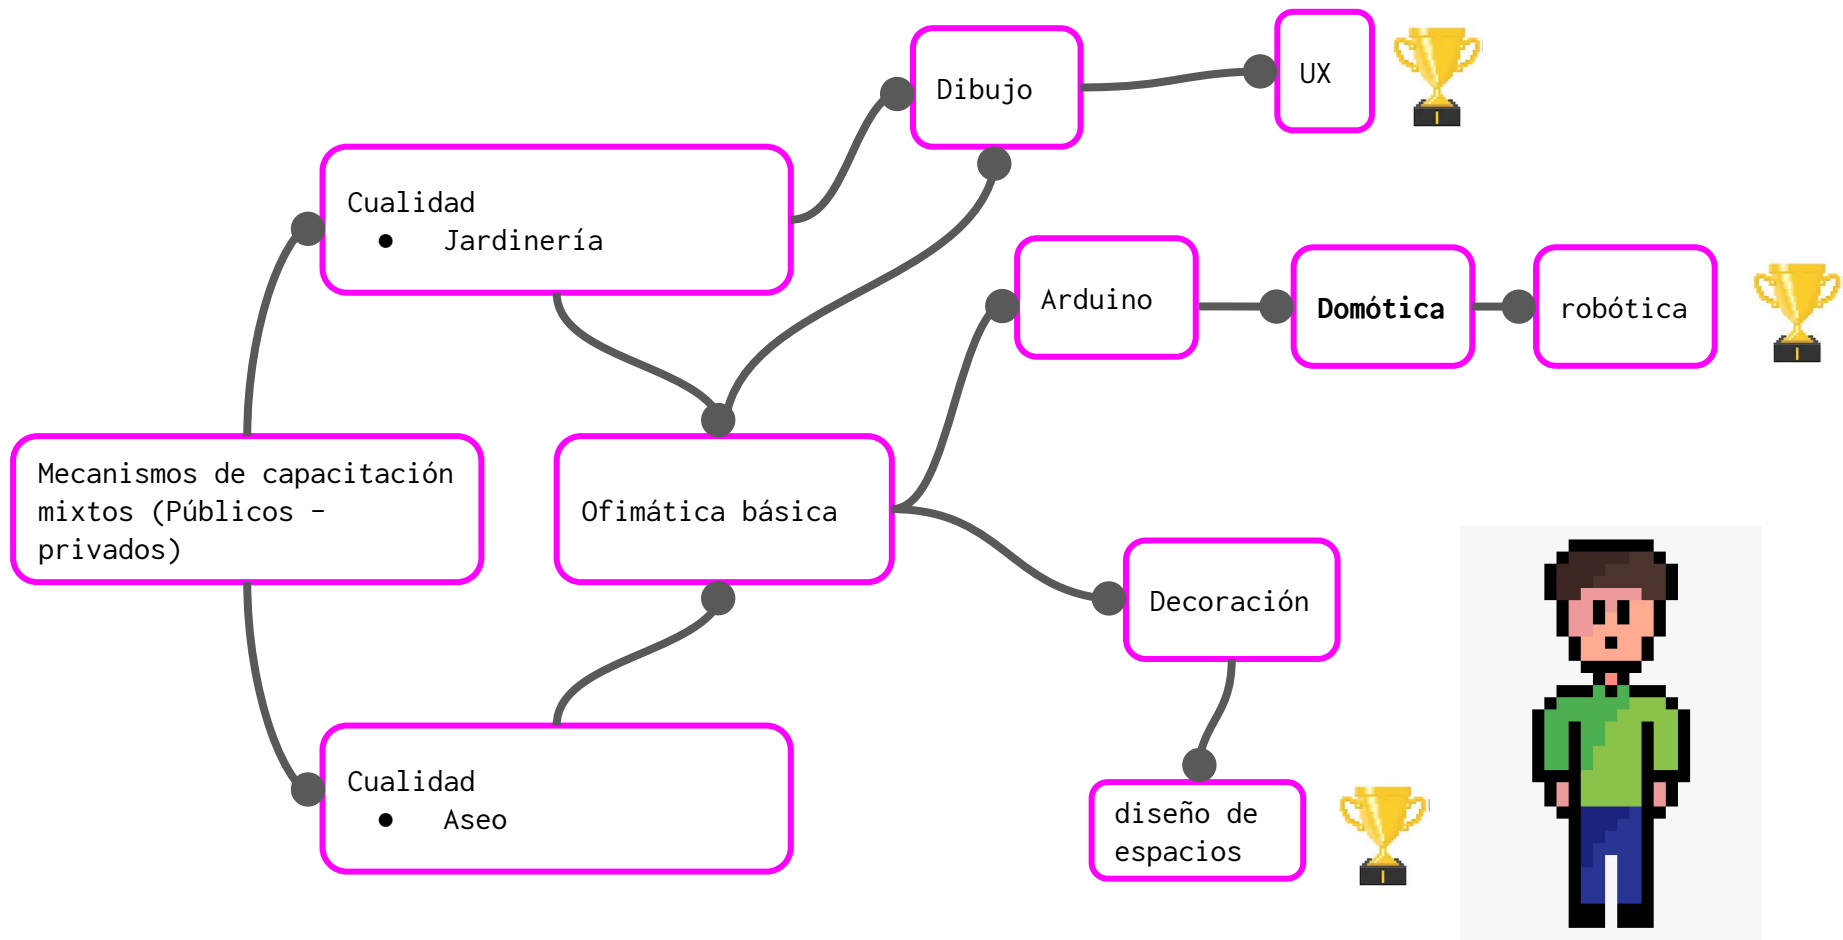 Dibujo
UX
Cualidad
● Jardinería
Arduino
Domótica
robótica
Mecanismos de capacitación
mixtos (Públicos –
privados)
Ofimática básica
Decoración
Cualidad
● Aseo
diseño de
espacios